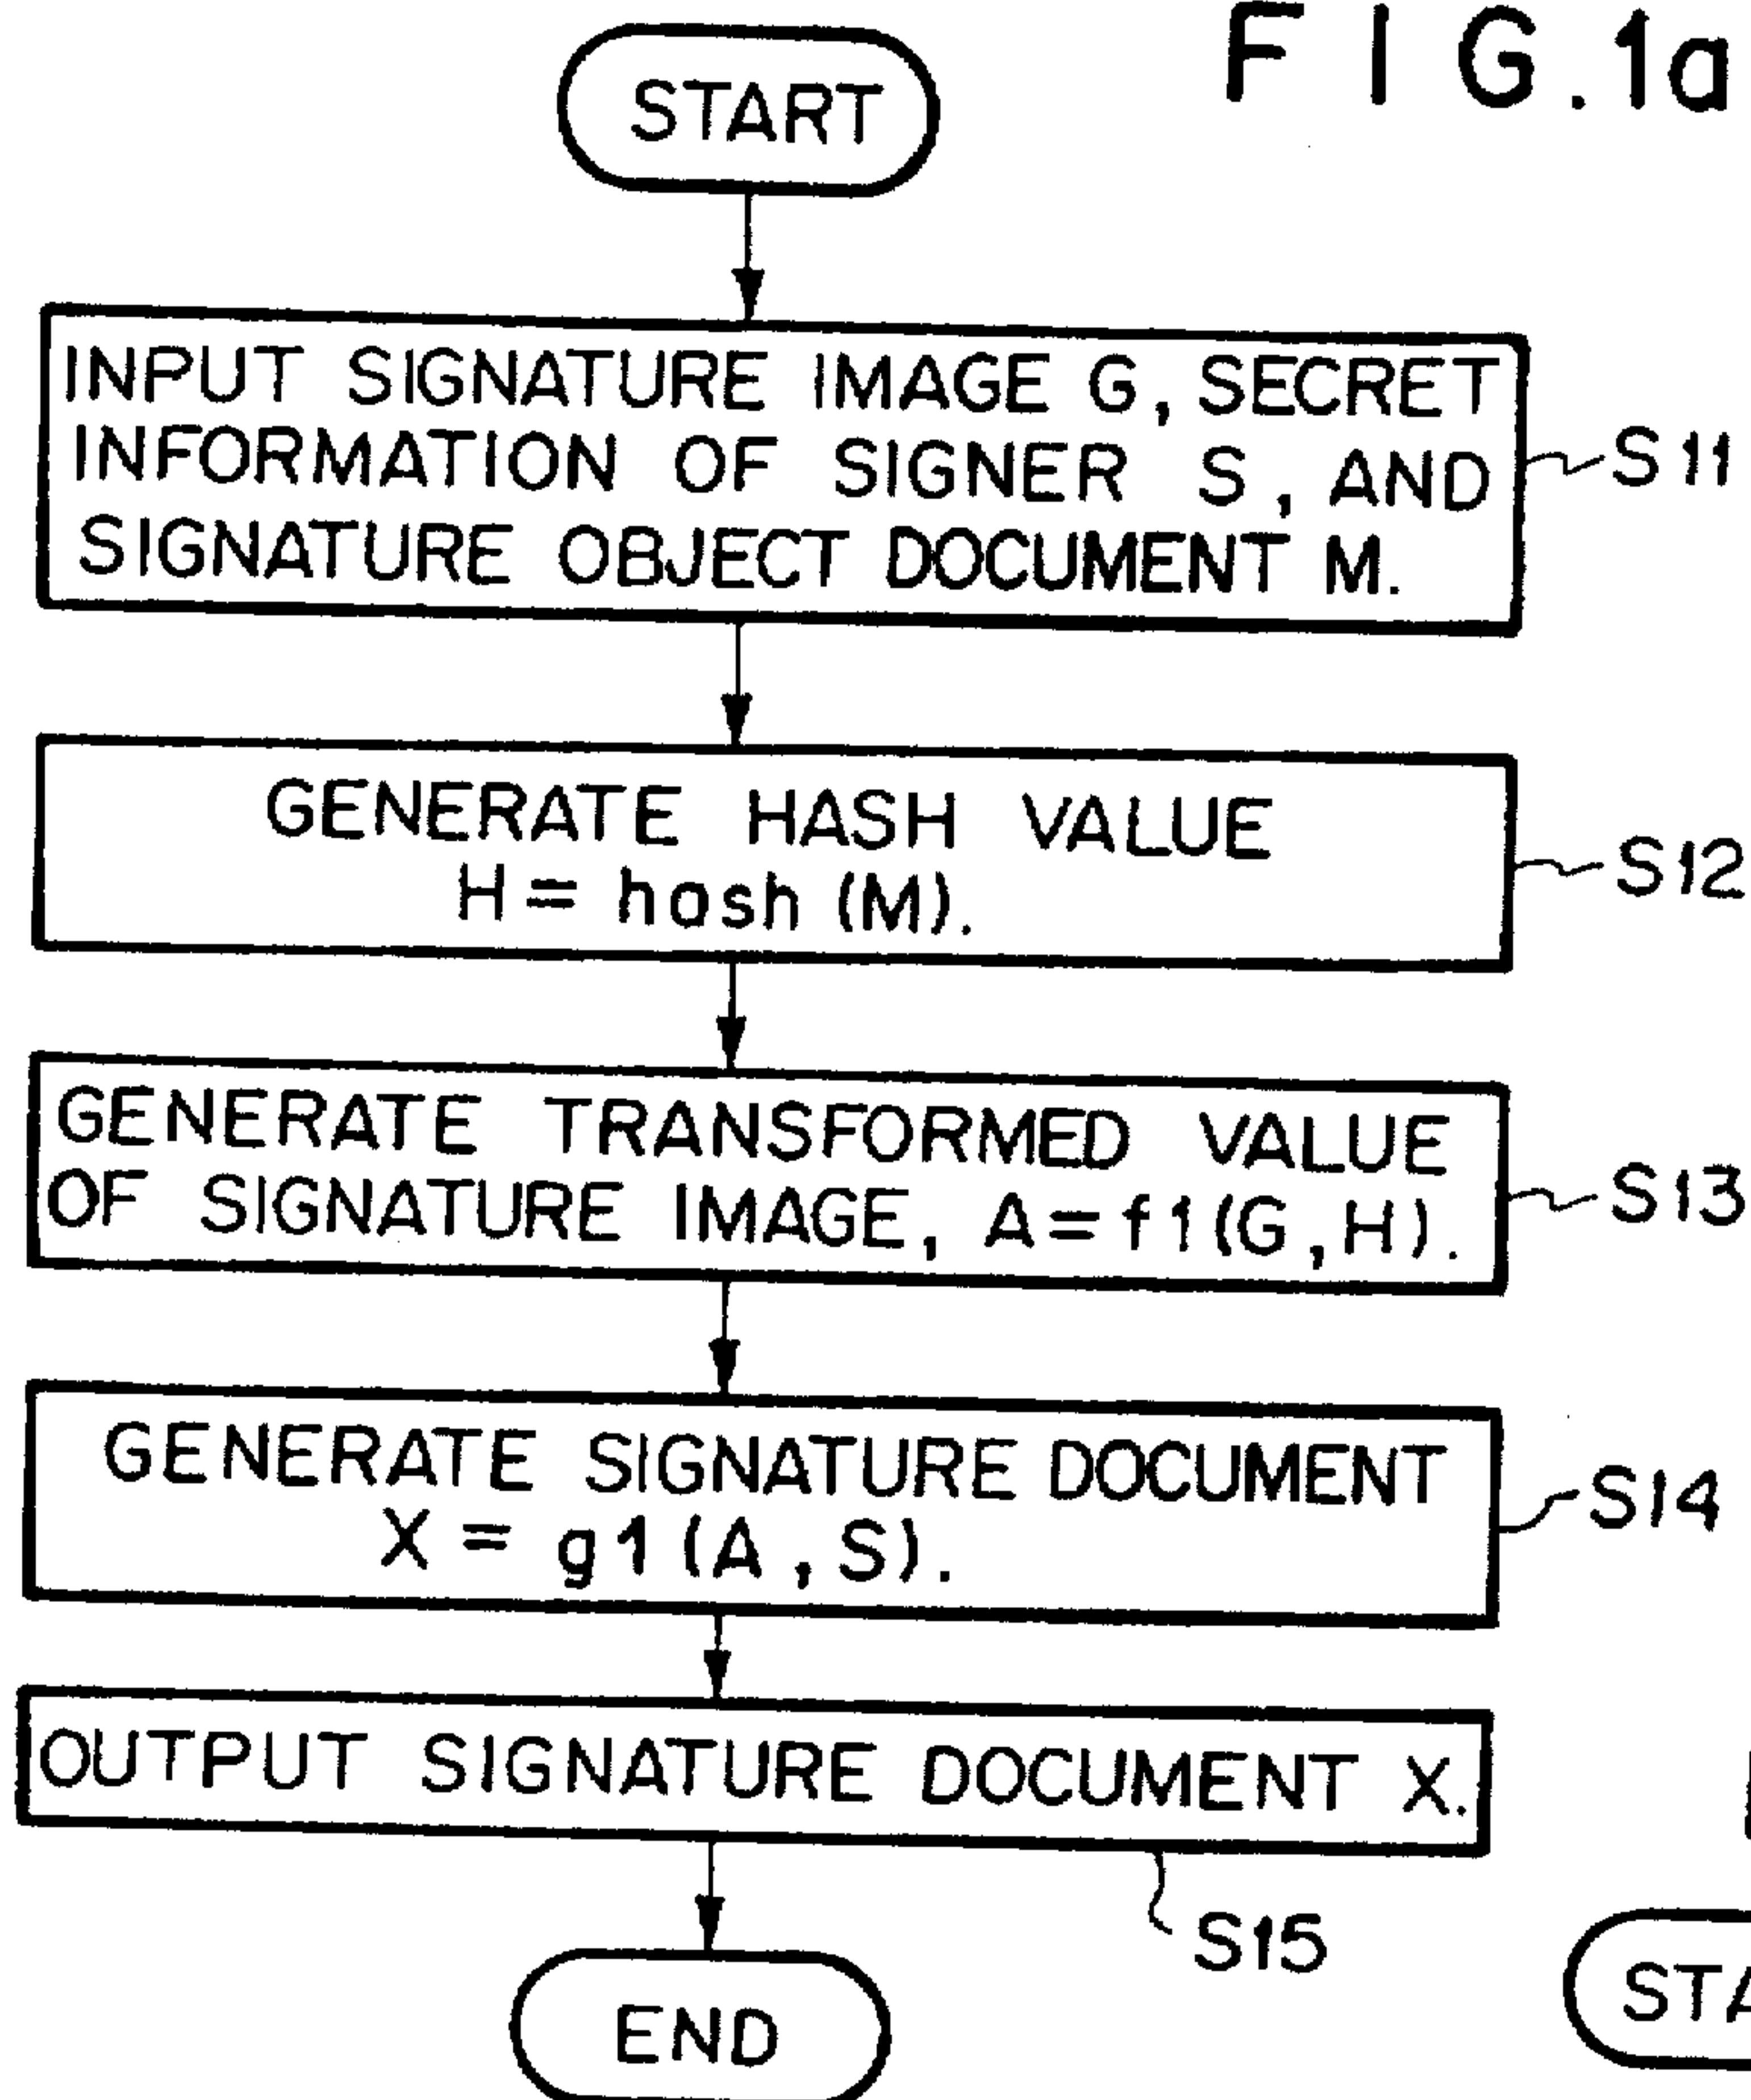 FIG.1a
START
INPUT SIGNATURE IMAGE G, SECRET
INFORMATION OF SIGNER S, AND
SIGNATURE OBJECT DOCUMENT M.
S11
GENERATE HASH VALUE
H = hash (M).
S12
GENERATE TRANSFORMED VALUE
OF SIGNATURE IMAGE, A=f1(G,H).
S13
GENERATE SIGNATURE DOCUMENT
X = g1(A,S).
S14
OUTPUT SIGNATURE DOCUMENT X.
S15
END